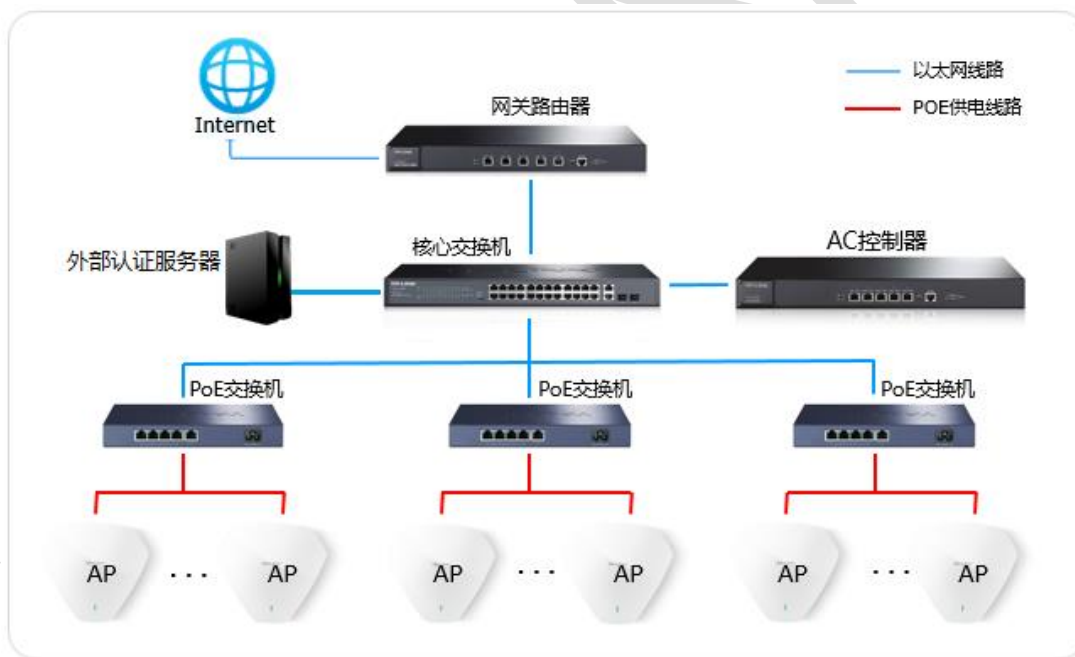 以太网线路
POE供电线路
Internet
网关路由器
外部认证服务器
核心交换机
AC控制器
PoE交换机
PoE交换机
PoE交换机
AP
...
AP
AP
...
AP
AP
...
AP